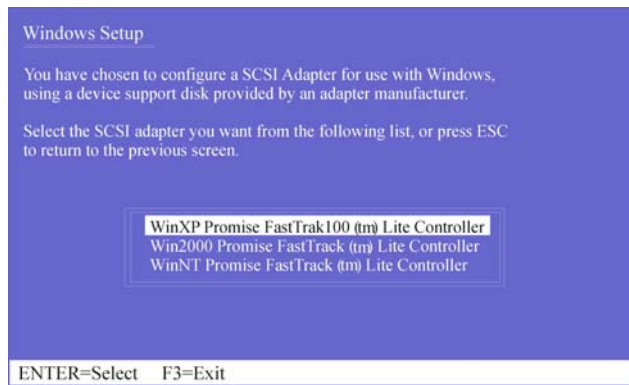 Windows Setup
You have chosen to configure a SCSI Adapter for use with Windows,
using a device support disk provided by an adapter manufacturer.
Select the SCSI adapter you want from the following list, or press ESC
to return to the previous screen.
WinXP Promise FastTrak100 (tm) Lite Controller
Win2000 Promise FastTrack (tm) Lite Controller
WinNT Promise FastTrack (tm) Lite Controller
ENTER=Select F3=Exit